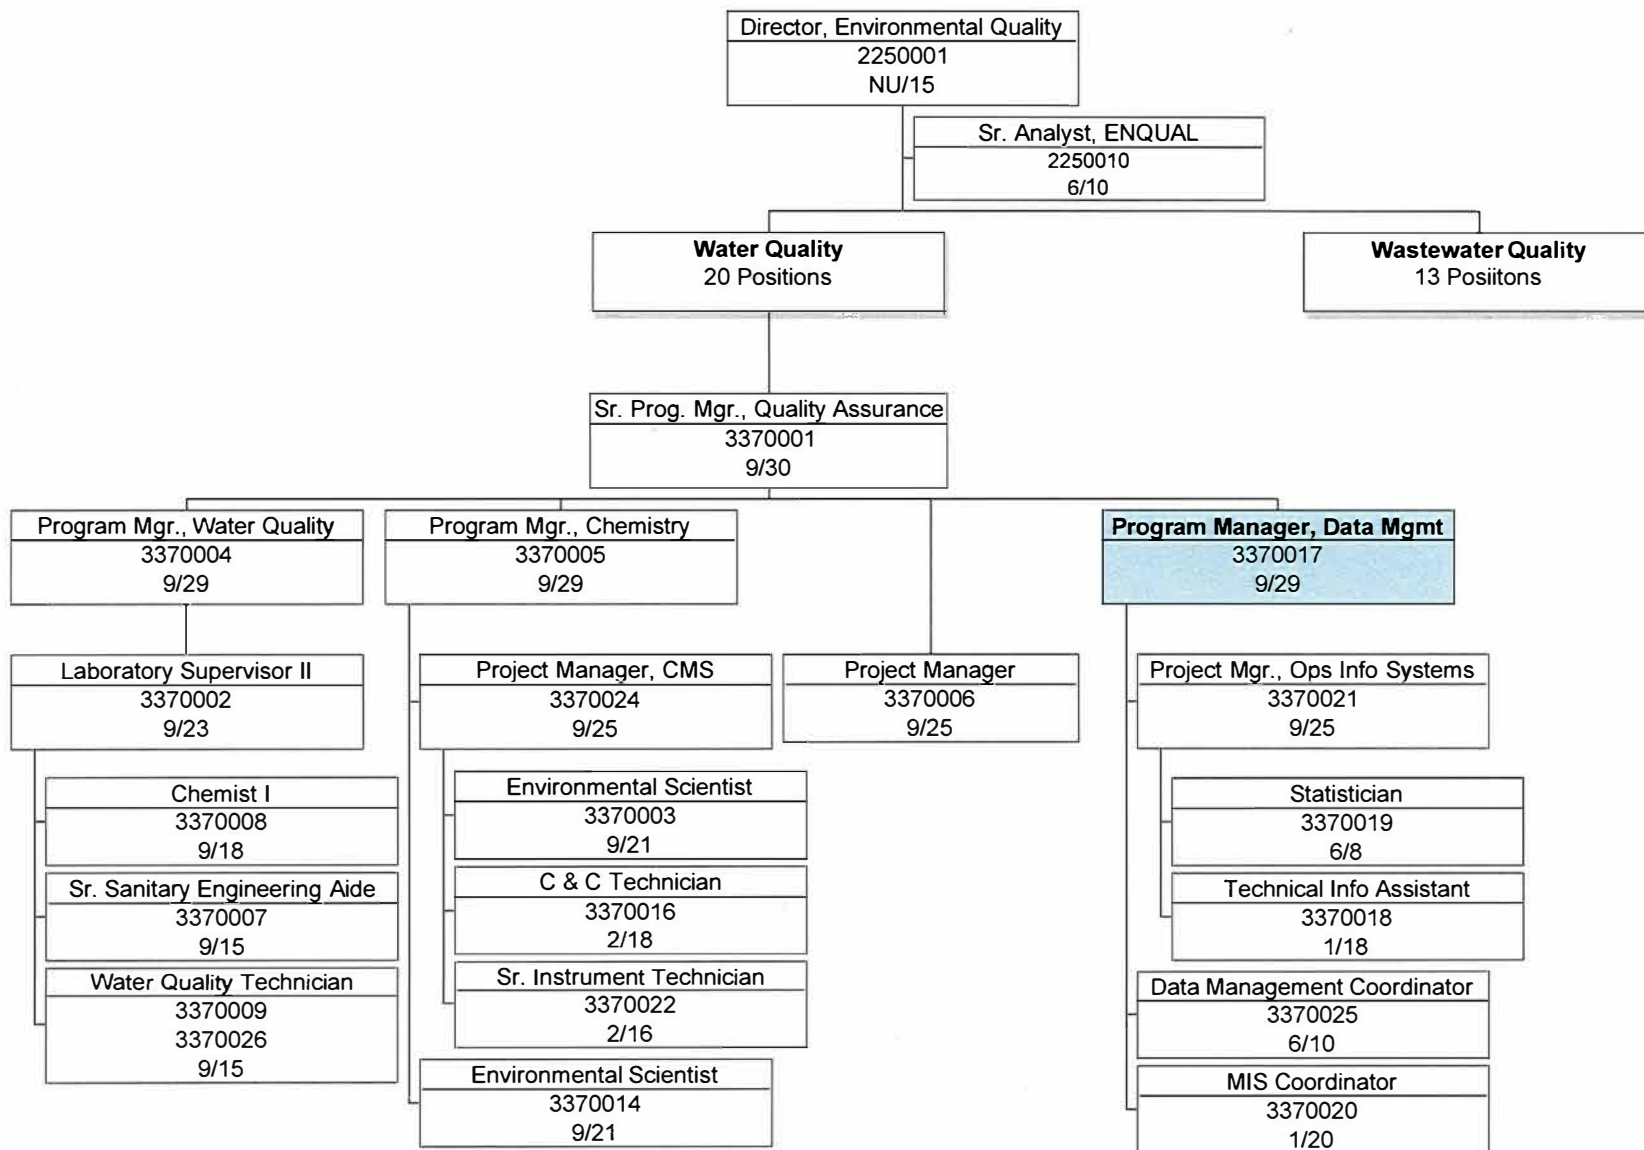 Director, Environmental Quality
2250001
NU/15
Sr. Analyst, ENQUAL
2250010
6/10
Water Quality
20 Positions
Wastewater Quality
13 Posiitons
Sr. Prog. Mgr., Quality Assurance
3370001
9/30
Program Mgr., Water Quality
3370004
9/29
Program Mgr., Chemistry
3370005
9/29
Program Manager, Data Mgmt
3370017
9/29
Laboratory Supervisor II
3370002
9/23
Project Manager, CMS
3370024
9/25
Project Manager
3370006
9/25
Project Mgr., Ops Info Systems
3370021
9/25
Chemist I
3370008
9/18
Sr. Sanitary Engineering Aide
3370007
9/15
Water Quality Technician
3370009
3370026
9/15
Environmental Scientist
3370003
9/21
C & C Technician
3370016
2/18
Sr. Instrument Technician
3370022
2/16
Environmental Scientist
3370014
9/21
Statistician
3370019
6/8
Technical Info Assistant
3370018
1/18
Data Management Coordinator
3370025
6/10
MIS Coordinator
3370020
1/20